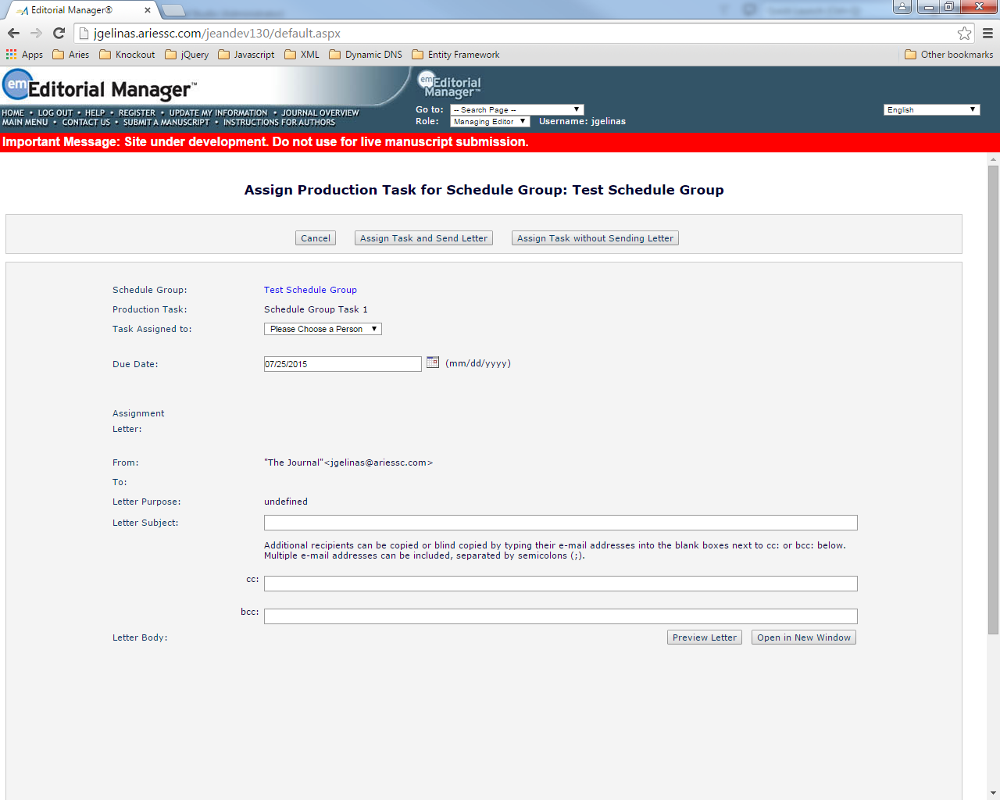 Editorial Manager®
jgelinas.ariessc.com/jeandev130/default.aspx
Apps Aries Knockout jQuery Javascript XML Dynamic DNS Entity Framework Other bookmarks
em Editorial Manager™
em Editorial Manager™
HOME • LOG OUT • HELP • REGISTER • UPDATE MY INFORMATION • JOURNAL OVERVIEW
MAIN MENU • CONTACT US • SUBMIT A MANUSCRIPT • INSTRUCTIONS FOR AUTHORS
Go to: -- Search Page -- English
Role: Managing Editor Username: jgelinas
Important Message: Site under development. Do not use for live manuscript submission.
Assign Production Task for Schedule Group: Test Schedule Group
Cancel Assign Task and Send Letter Assign Task without Sending Letter
Schedule Group: Test Schedule Group
Production Task: Schedule Group Task 1
Task Assigned to: Please Choose a Person
Due Date: 07/25/2015 (mm/dd/yyyy)
Assignment
Letter:
From: "The Journal"<jgelinas@ariessc.com>
To:
Letter Purpose: undefined
Letter Subject:
Additional recipients can be copied or blind copied by typing their e-mail addresses into the blank boxes next to cc: or bcc: below.
Multiple e-mail addresses can be included, separated by semicolons (;).
cc:
bcc:
Letter Body: Preview Letter Open in New Window